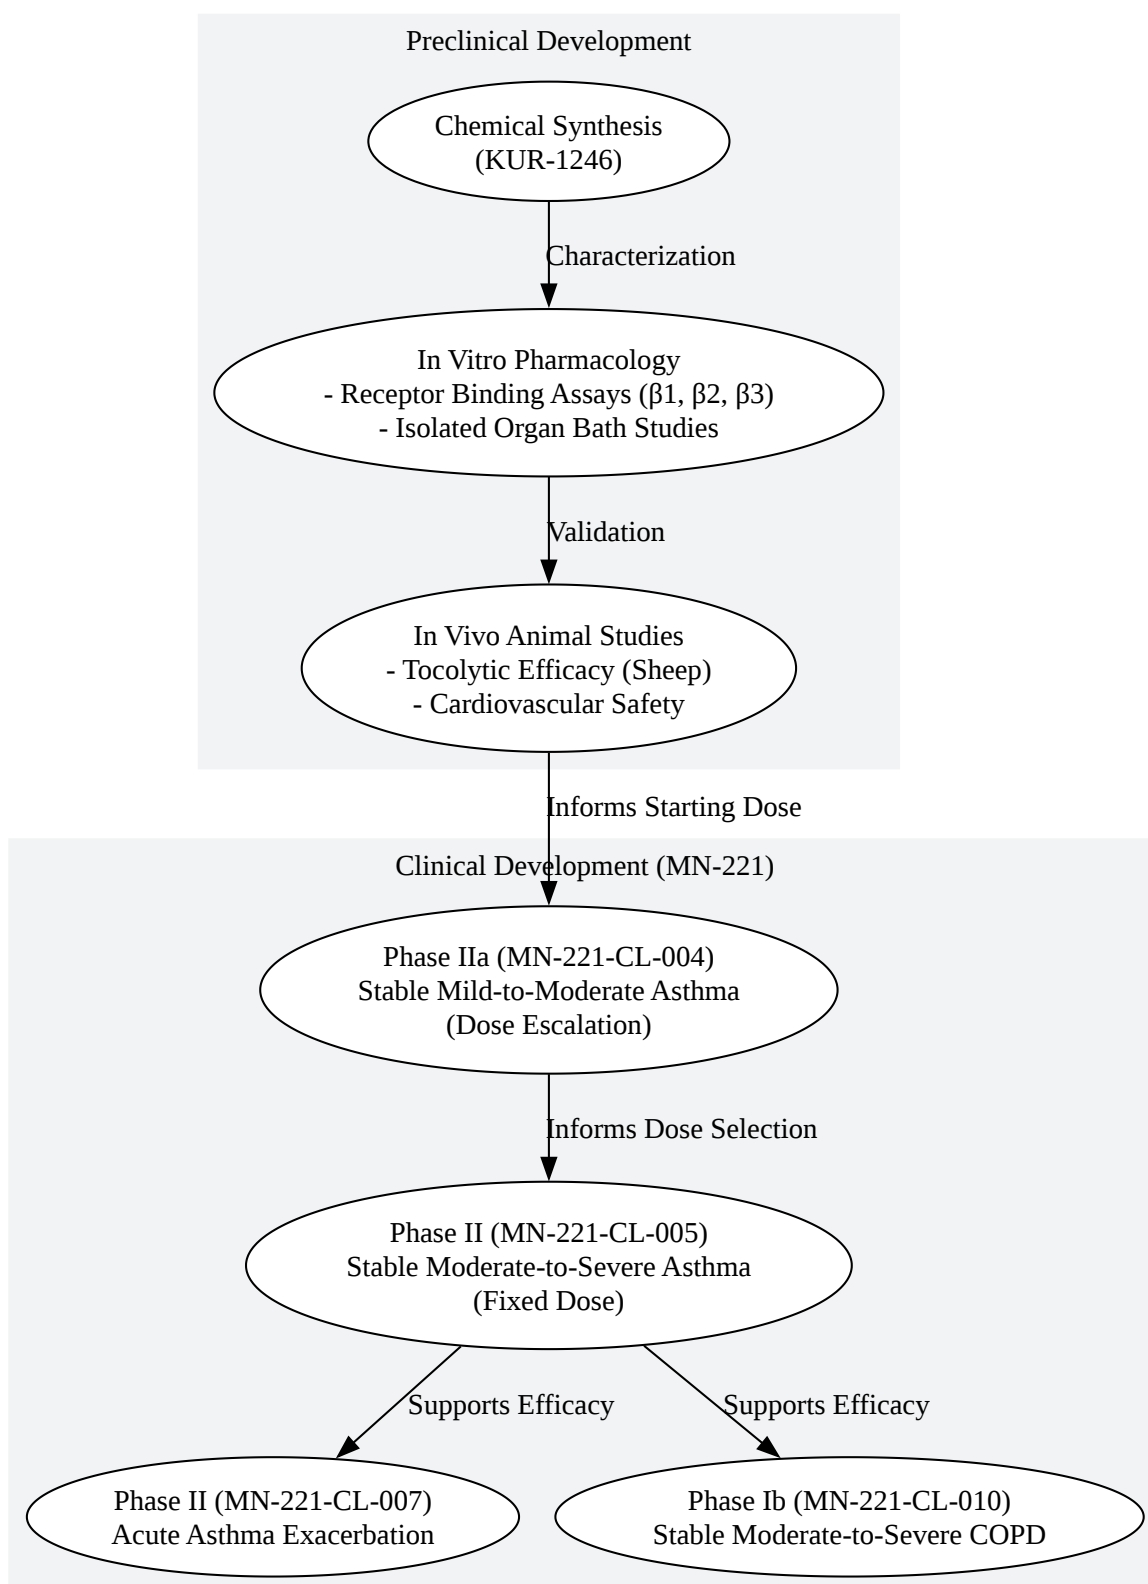 Preclinical Development
Chemical Synthesis
(KUR-1246)
Characterization
In Vitro Pharmacology
- Receptor Binding Assays (β1, β2, β3)
- Isolated Organ Bath Studies
Validation
In Vivo Animal Studies
- Tocolytic Efficacy (Sheep)
- Cardiovascular Safety
Informs Starting Dose
Clinical Development (MN-221)
Phase IIa (MN-221-CL-004)
Stable Mild-to-Moderate Asthma
(Dose Escalation)
Informs Dose Selection
Phase II (MN-221-CL-005)
Stable Moderate-to-Severe Asthma
(Fixed Dose)
Supports Efficacy
Supports Efficacy
Phase II (MN-221-CL-007)
Acute Asthma Exacerbation
Phase Ib (MN-221-CL-010)
Stable Moderate-to-Severe COPD